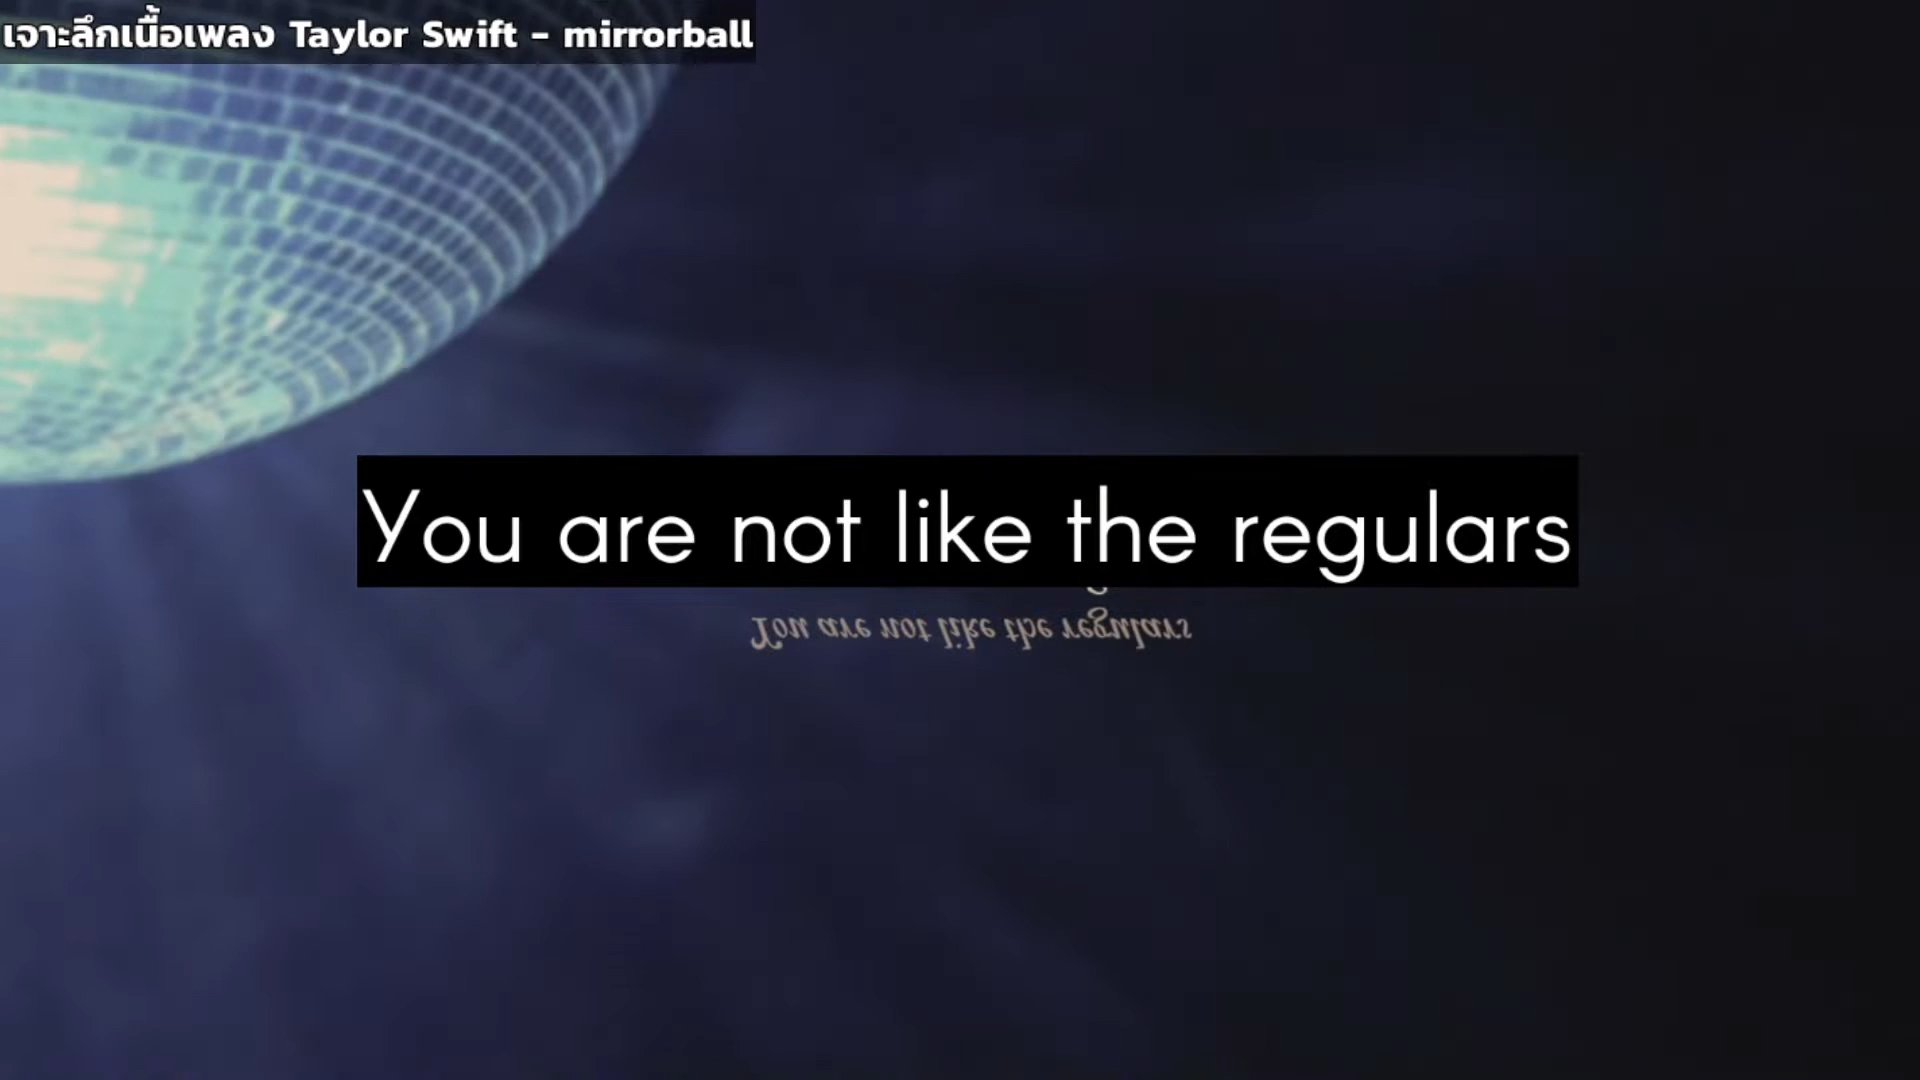 เจาะลึกเนื้อเพลง Taylor Swift - mirrorball
You are not like the regulars
You are not like the regulars